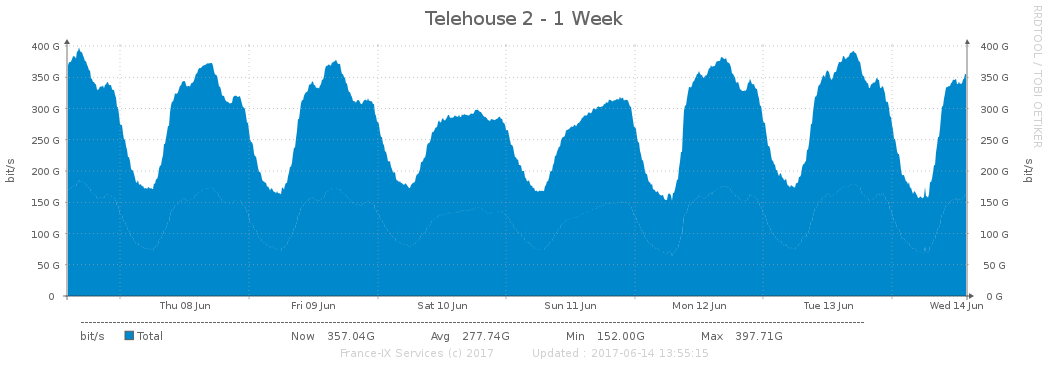 Telehouse 2 - 1 Week
RRDTOOL / TOBI OETIKER
400 G 400 G
350 G 350 G
300 G 300 G
250 G 250 G
200 G 200 G
150 G 150 G
100 G 100 G
50 G 50 G
0 0 G
bit/s bit/s
Thu 08 Jun Fri 09 Jun Sat 10 Jun Sun 11 Jun Mon 12 Jun Tue 13 Jun Wed 14 Jun
bit/s Total Now 357.04G Avg 277.74G Min 152.00G Max 397.71G
France-IX Services (c) 2017 Updated : 2017-06-14 13:55:15